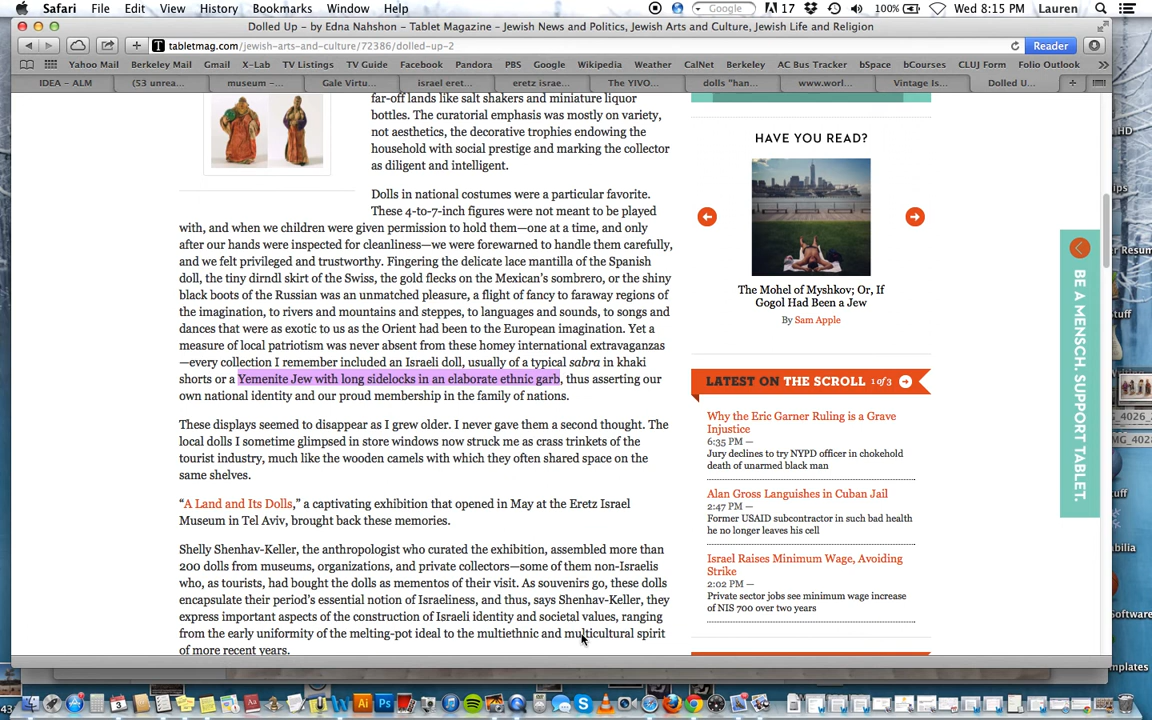 Safari File Edit View History Bookmarks Window Help
Google
17
100%
Wed 8:15 PM Lauren
Dolled Up – by Edna Nahshon – Tablet Magazine – Jewish News and Politics, Jewish Arts and Culture, Jewish Life and Religion
tabletmag.com/jewish-arts-and-culture/72386/dolled-up-2
Reader
Yahoo Mail Berkeley Mail Gmail X-Lab TV Listings TV Guide Facebook Pandora PBS Google Wikipedia Weather CalNet Berkeley AC Bus Tracker bSpace bCourses CLUJ Form Folio Outlook
IDEA – ALM (53 unrea... museum –... Gale Virtu... israel eret... eretz israe... The YIVO... dolls "han... www.worl... Vintage Is... Dolled U...
far-off lands like salt shakers and miniature liquor
bottles. The curatorial emphasis was mostly on variety,
not aesthetics, the decorative trophies endowing the
household with social prestige and marking the collector
as diligent and intelligent.
Dolls in national costumes were a particular favorite.
These 4-to-7-inch figures were not meant to be played
with, and when we children were given permission to hold them—one at a time, and only
after our hands were inspected for cleanliness—we were forewarned to handle them carefully,
and we felt privileged and trustworthy. Fingering the delicate lace mantilla of the Spanish
doll, the tiny dirndl skirt of the Swiss, the gold flecks on the Mexican's sombrero, or the shiny
black boots of the Russian was an unmatched pleasure, a flight of fancy to faraway regions of
the imagination, to rivers and mountains and steppes, to languages and sounds, to songs and
dances that were as exotic to us as the Orient had been to the European imagination. Yet a
measure of local patriotism was never absent from these homey international extravaganzas
—every collection I remember included an Israeli doll, usually of a typical sabra in khaki
shorts or a Yemenite Jew with long sidelocks in an elaborate ethnic garb, thus asserting our
own national identity and our proud membership in the family of nations.
These displays seemed to disappear as I grew older. I never gave them a second thought. The
local dolls I sometime glimpsed in store windows now struck me as crass trinkets of the
tourist industry, much like the wooden camels with which they often shared space on the
same shelves.
“A Land and Its Dolls,” a captivating exhibition that opened in May at the Eretz Israel
Museum in Tel Aviv, brought back these memories.
Shelly Shenhav-Keller, the anthropologist who curated the exhibition, assembled more than
200 dolls from museums, organizations, and private collectors—some of them non-Israelis
who, as tourists, had bought the dolls as mementos of their visit. As souvenirs go, these dolls
encapsulate their period's essential notion of Israeliness, and thus, says Shenhav-Keller, they
express important aspects of the construction of Israeli identity and societal values, ranging
from the early uniformity of the melting-pot ideal to the multiethnic and multicultural spirit
of more recent years.
HAVE YOU READ?
The Mohel of Myshkov; Or, If
Gogol Had Been a Jew
By Sam Apple
LATEST ON THE SCROLL 1 of 3
Why the Eric Garner Ruling is a Grave
Injustice
6:35 PM —
Jury declines to try NYPD officer in chokehold
death of unarmed black man
Alan Gross Languishes in Cuban Jail
2:47 PM —
Former USAID subcontractor in such bad health
he no longer leaves his cell
Israel Raises Minimum Wage, Avoiding
Strike
2:02 PM —
Private sector jobs see minimum wage increase
of NIS 700 over two years
BE A MENSCH. SUPPORT TABLET.